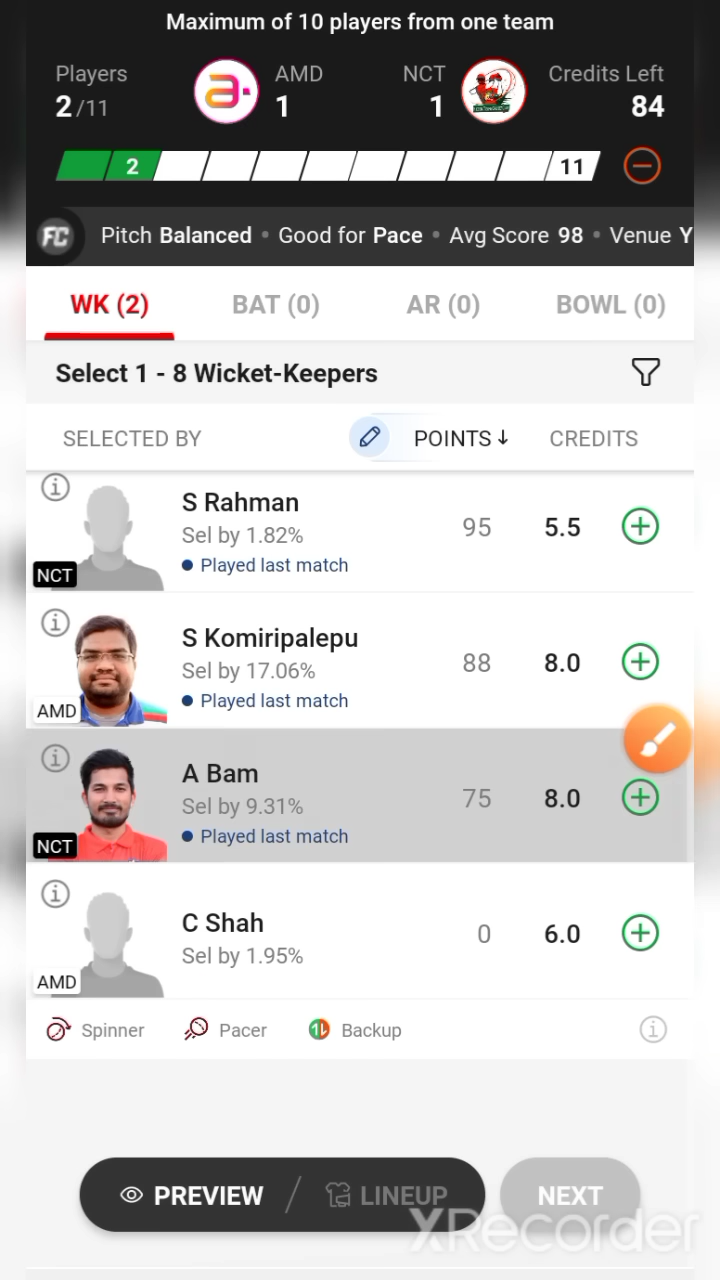 Maximum of 10 players from one team
Players AMD NCT Credits Left
2/11 a. 1 1 84
2 11
FC Pitch Balanced • Good for Pace • Avg Score 98 • Venue Y
WK (2) BAT (0) AR (0) BOWL (0)
Select 1 - 8 Wicket-Keepers
SELECTED BY POINTS↓ CREDITS
S Rahman
Sel by 1.82% 95 5.5
NCT • Played last match
S Komiripalepu
Sel by 17.06% 88 8.0
AMD • Played last match
A Bam
Sel by 9.31% 75 8.0
NCT • Played last match
C Shah
Sel by 1.95% 0 6.0
AMD
Spinner Pacer Backup
PREVIEW / LINEUP NEXT
XRecorder